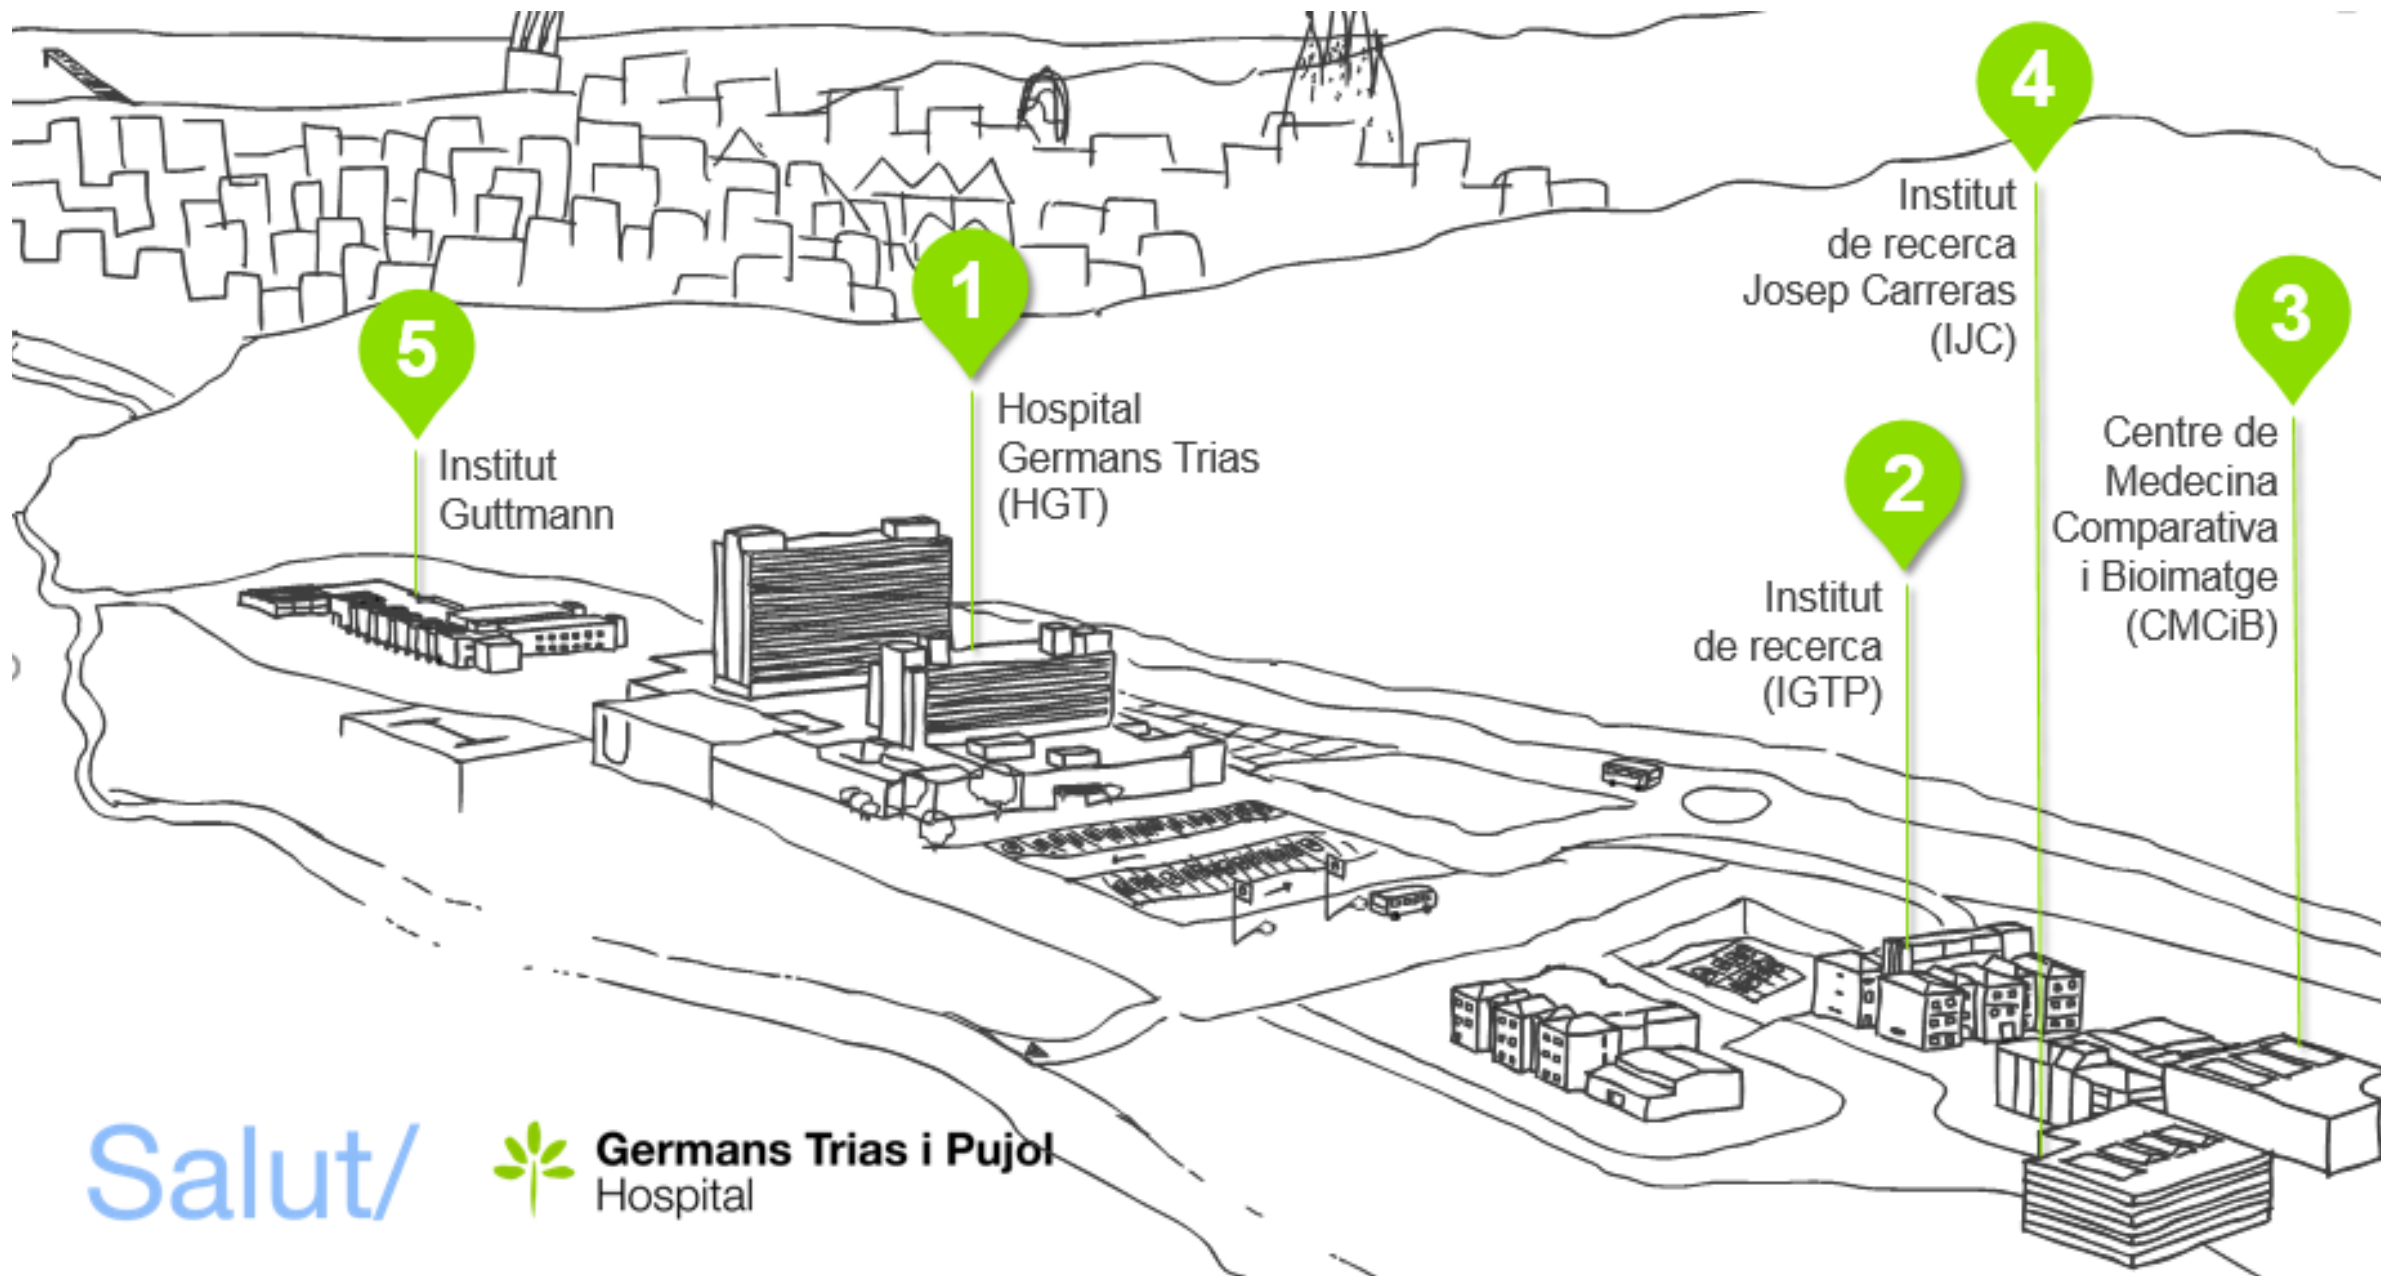 4
Institut
de recerca
Josep Carreras
(IJC)
3
Centre de
Medecina
Comparativa
i Bioimatge
(CMCiB)
1
Hospital
Germans Trias
(HGT)
5
Institut
Guttmann
2
Institut
de recerca
(IGTP)
Salut/
Germans Trias i Pujol
Hospital